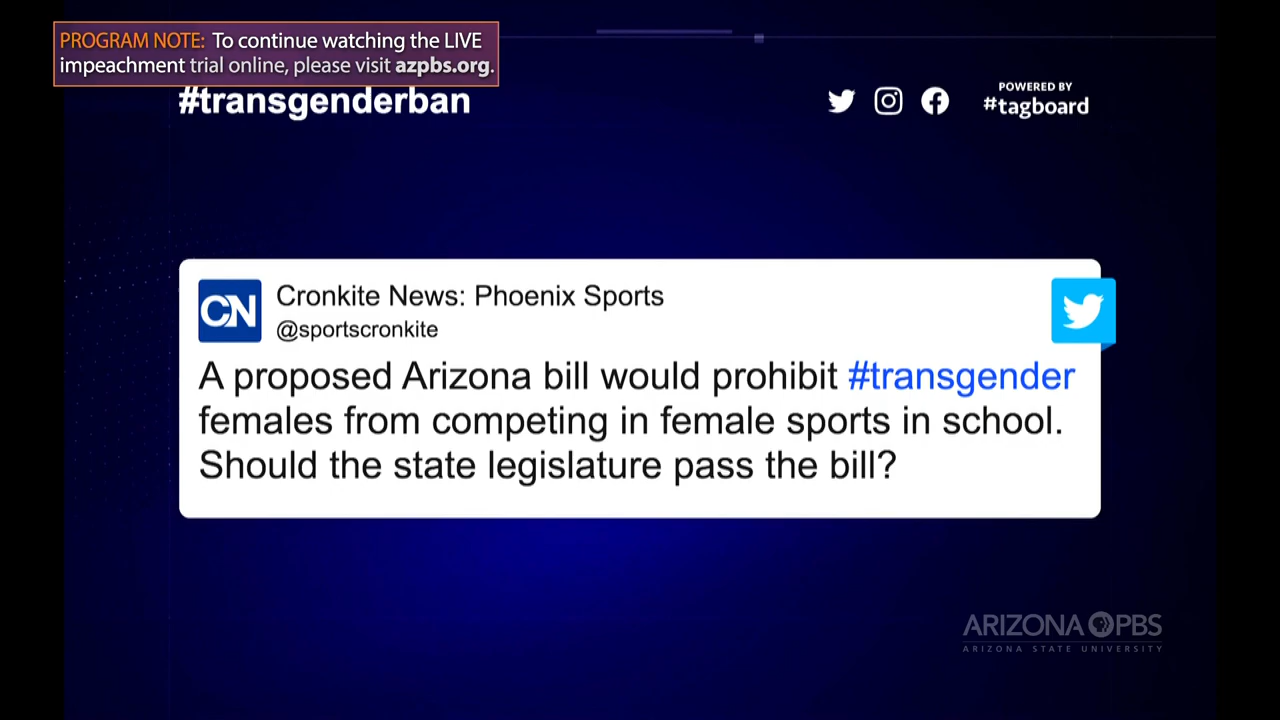 PROGRAM NOTE: To continue watching the LIVE
impeachment trial online, please visit azpbs.org.
#transgenderban
POWERED BY
#tagboard
CN
Cronkite News: Phoenix Sports
@sportscronkite
A proposed Arizona bill would prohibit #transgender
females from competing in female sports in school.
Should the state legislature pass the bill?
ARIZONA PBS
ARIZONA STATE UNIVERSITY